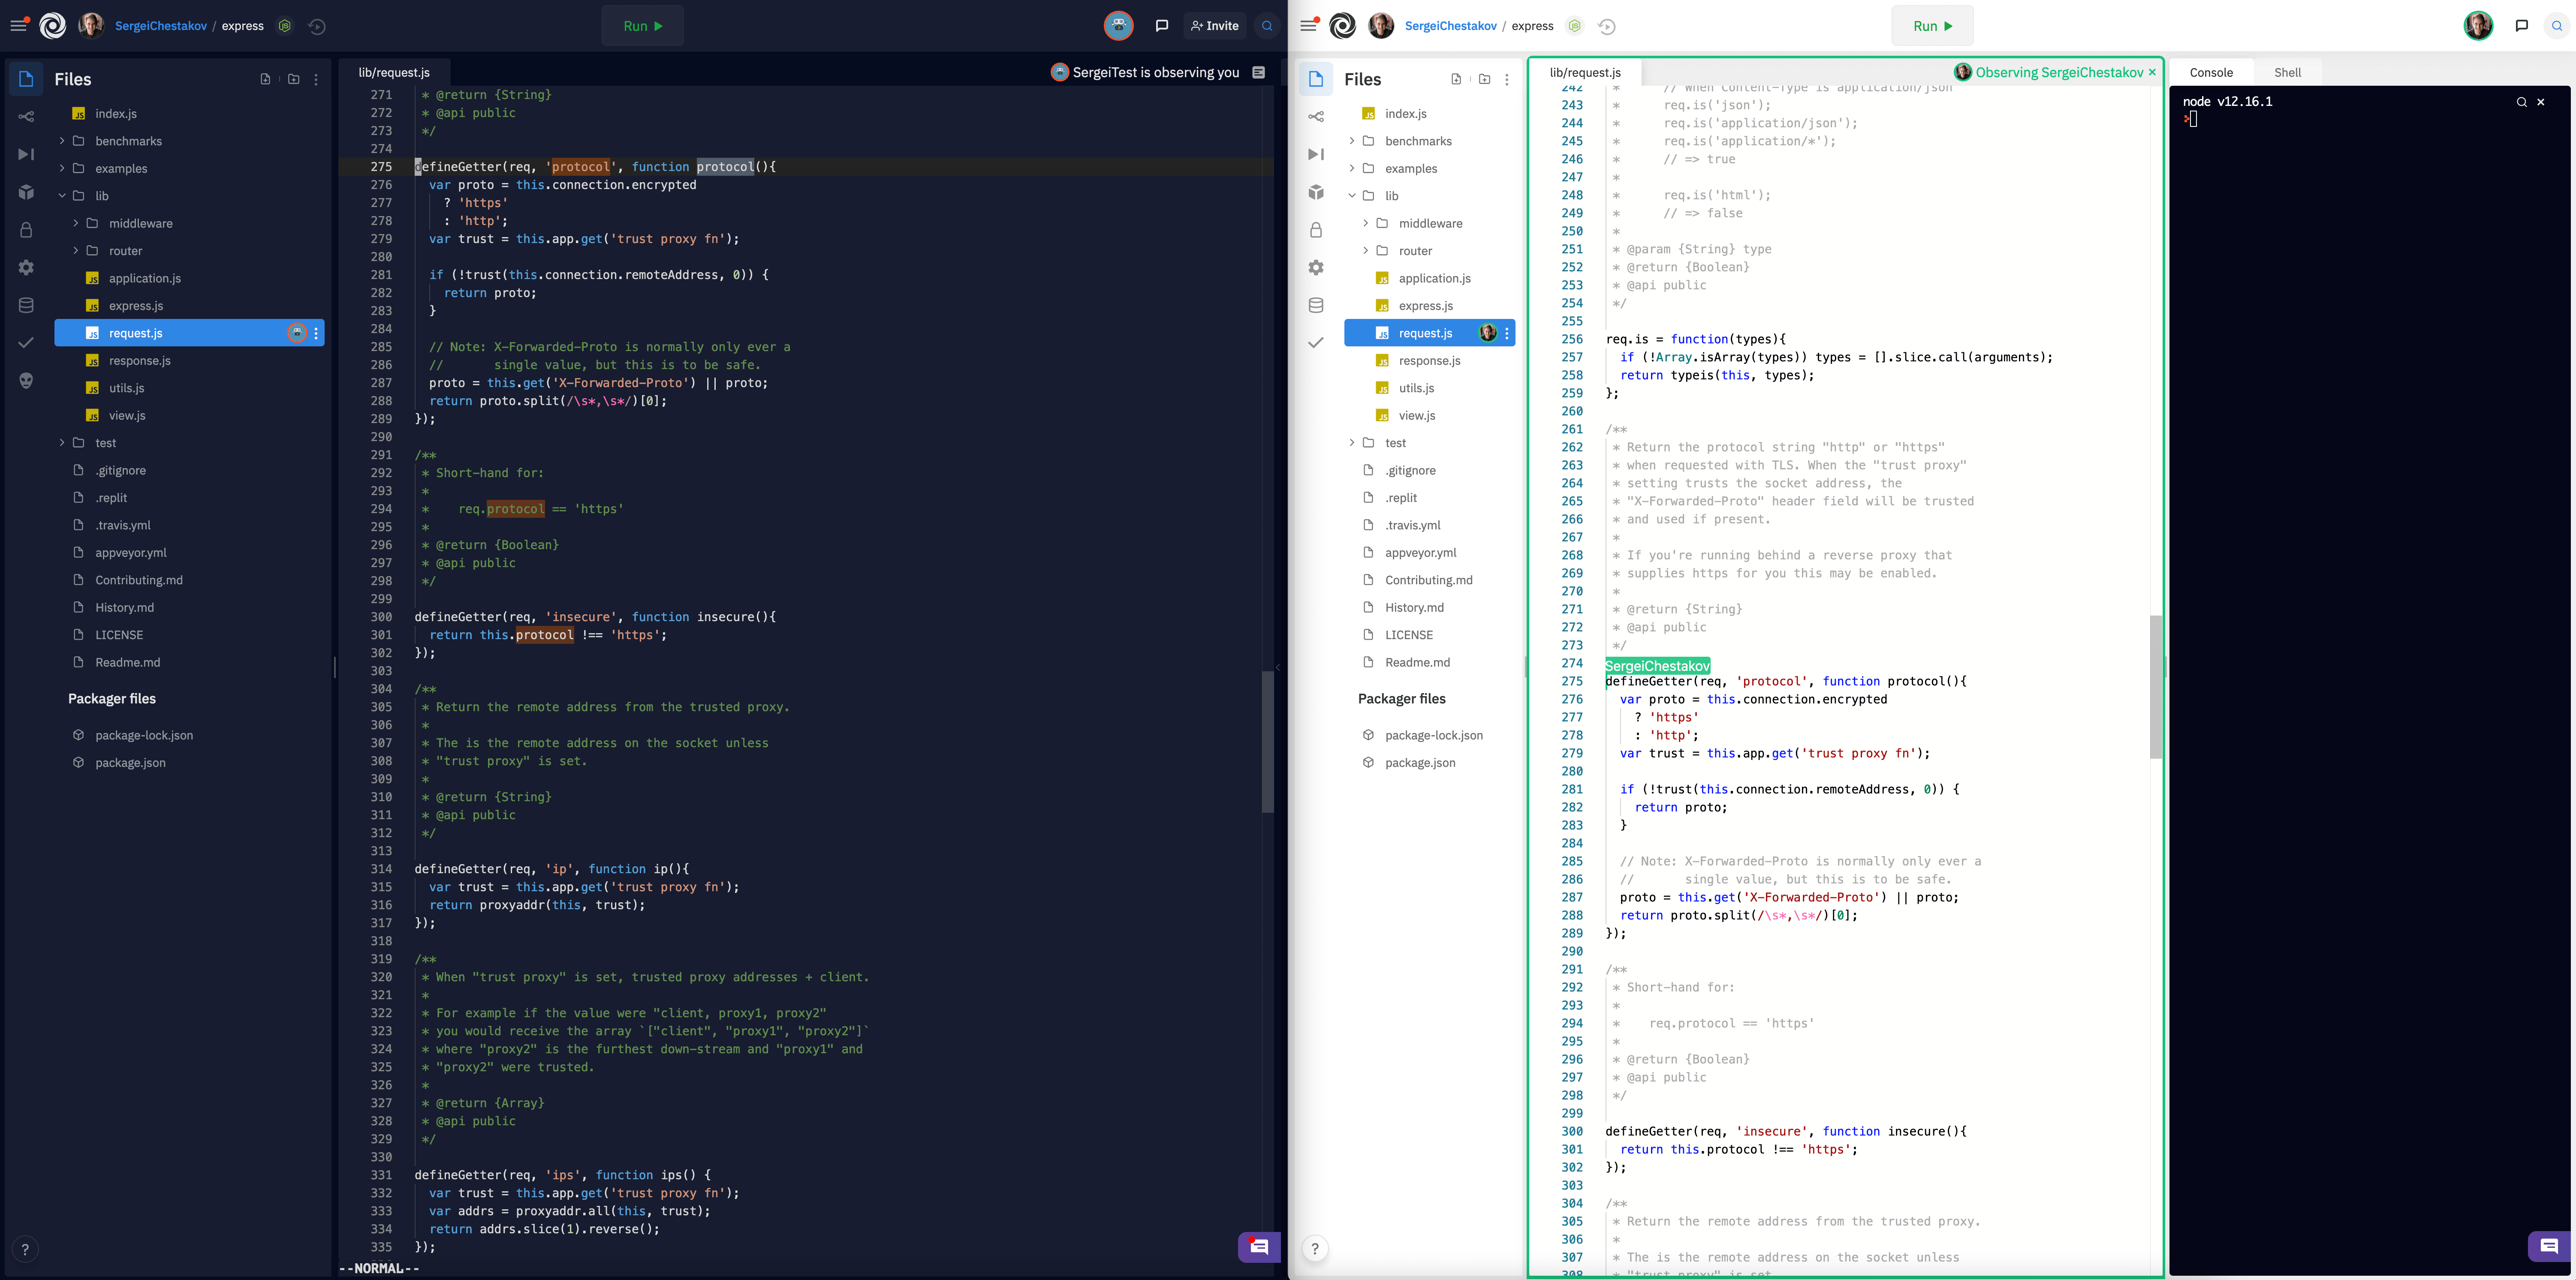 SergeiChestakov / express
Run
Invite
Files
index.js
benchmarks
examples
lib
middleware
router
application.js
express.js
request.js
response.js
utils.js
view.js
test
.gitignore
.replit
.travis.yml
appveyor.yml
Contributing.md
History.md
LICENSE
Readme.md
Packager files
package-lock.json
package.json
?
lib/request.js
SergeiTest is observing you
271 * @return {String}
272 * @api public
273 */
274
275 defineGetter(req, 'protocol', function protocol(){
276 var proto = this.connection.encrypted
277 ? 'https'
278 : 'http';
279 var trust = this.app.get('trust proxy fn');
280
281 if (!trust(this.connection.remoteAddress, 0)) {
282 return proto;
283 }
284
285 // Note: X-Forwarded-Proto is normally only ever a
286 //       single value, but this is to be safe.
287 proto = this.get('X-Forwarded-Proto') || proto;
288 return proto.split(/\s*,\s*/)[0];
289 });
290
291 /**
292 * Short-hand for:
293 *
294 *    req.protocol == 'https'
295 *
296 * @return {Boolean}
297 * @api public
298 */
299
300 defineGetter(req, 'insecure', function insecure(){
301 return this.protocol !== 'https';
302 });
303
304 /**
305 * Return the remote address from the trusted proxy.
306 *
307 * The is the remote address on the socket unless
308 * "trust proxy" is set.
309 *
310 * @return {String}
311 * @api public
312 */
313
314 defineGetter(req, 'ip', function ip(){
315 var trust = this.app.get('trust proxy fn');
316 return proxyaddr(this, trust);
317 });
318
319 /**
320 * When "trust proxy" is set, trusted proxy addresses + client.
321 *
322 * For example if the value were "client, proxy1, proxy2"
323 * you would receive the array `["client", "proxy1", "proxy2"]`
324 * where "proxy2" is the furthest down-stream and "proxy1" and
325 * "proxy2" were trusted.
326 *
327 * @return {Array}
328 * @api public
329 */
330
331 defineGetter(req, 'ips', function ips() {
332 var trust = this.app.get('trust proxy fn');
333 var addrs = proxyaddr.all(this, trust);
334 return addrs.slice(1).reverse();
335 });
--NORMAL--
SergeiChestakov / express
Run
Files
index.js
benchmarks
examples
lib
middleware
router
application.js
express.js
request.js
response.js
utils.js
view.js
test
.gitignore
.replit
.travis.yml
appveyor.yml
Contributing.md
History.md
LICENSE
Readme.md
Packager files
package-lock.json
package.json
?
lib/request.js
Observing SergeiChestakov ×
242 *      // When Content-Type is application/json
243 *      req.is('json');
244 *      req.is('application/json');
245 *      req.is('application/*');
246 *      // => true
247 *
248 *      req.is('html');
249 *      // => false
250 *
251 * @param {String} type
252 * @return {Boolean}
253 * @api public
254 */
255
256 req.is = function(types){
257 if (!Array.isArray(types)) types = [].slice.call(arguments);
258 return typeis(this, types);
259 };
260
261 /**
262 * Return the protocol string "http" or "https"
263 * when requested with TLS. When the "trust proxy"
264 * setting trusts the socket address, the
265 * "X-Forwarded-Proto" header field will be trusted
266 * and used if present.
267 *
268 * If you're running behind a reverse proxy that
269 * supplies https for you this may be enabled.
270 *
271 * @return {String}
272 * @api public
273 */
274 SergeiChestakov
275 defineGetter(req, 'protocol', function protocol(){
276 var proto = this.connection.encrypted
277 ? 'https'
278 : 'http';
279 var trust = this.app.get('trust proxy fn');
280
281 if (!trust(this.connection.remoteAddress, 0)) {
282 return proto;
283 }
284
285 // Note: X-Forwarded-Proto is normally only ever a
286 //       single value, but this is to be safe.
287 proto = this.get('X-Forwarded-Proto') || proto;
288 return proto.split(/\s*,\s*/)[0];
289 });
290
291 /**
292 * Short-hand for:
293 *
294 *    req.protocol == 'https'
295 *
296 * @return {Boolean}
297 * @api public
298 */
299
300 defineGetter(req, 'insecure', function insecure(){
301 return this.protocol !== 'https';
302 });
303
304 /**
305 * Return the remote address from the trusted proxy.
306 *
307 * The is the remote address on the socket unless
308 * "trust proxy" is set.
Console
Shell
node v12.16.1
>